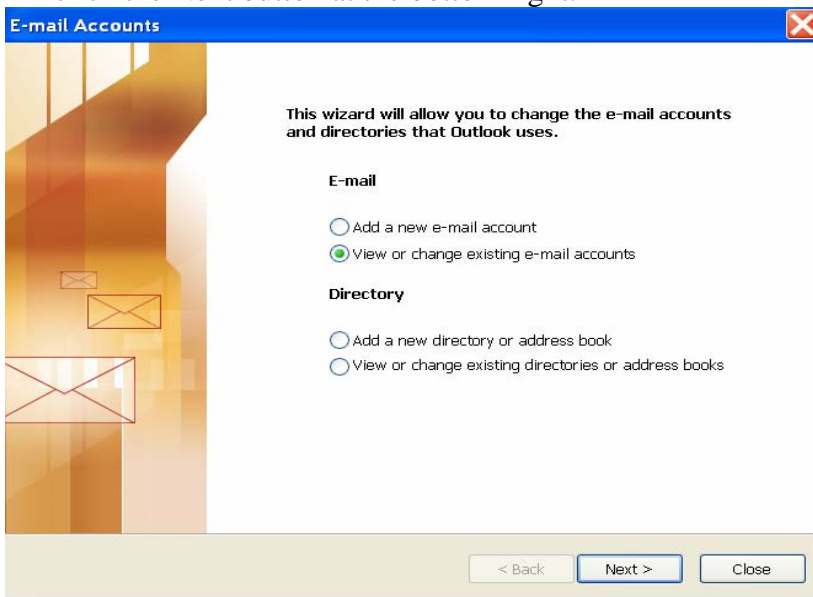 E-mail Accounts
This wizard will allow you to change the e-mail accounts
and directories that Outlook uses.
E-mail
Add a new e-mail account
View or change existing e-mail accounts
Directory
Add a new directory or address book
View or change existing directories or address books
< Back Next > Close